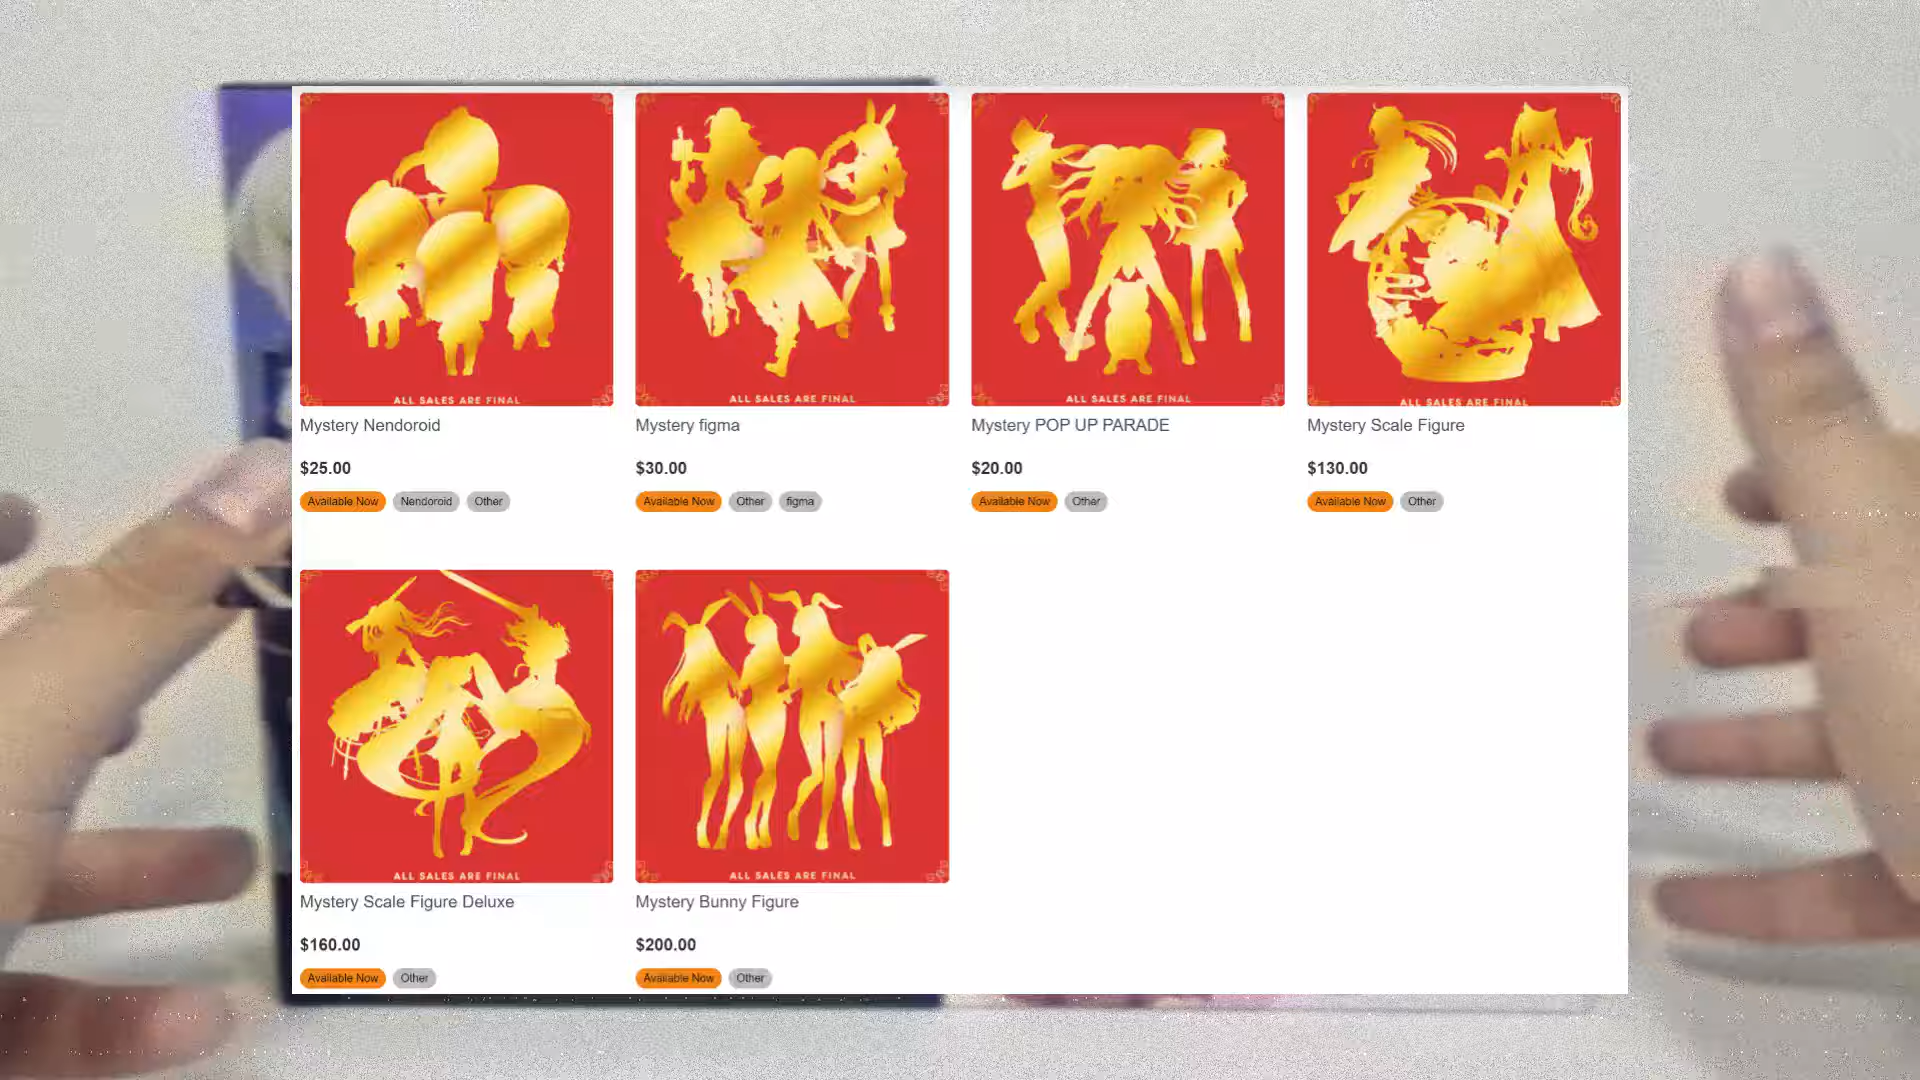 ALL SALES ARE FINAL
ALL SALES ARE FINAL
ALL SALES ARE FINAL
ALL SALES ARE FINAL
Mystery Nendoroid
Mystery figma
Mystery POP UP PARADE
Mystery Scale Figure
$25.00
$30.00
$20.00
$130.00
Available Now Nendoroid Other
Available Now Other figma
Available Now Other
Available Now Other
ALL SALES ARE FINAL
ALL SALES ARE FINAL
Mystery Scale Figure Deluxe
Mystery Bunny Figure
$160.00
$200.00
Available Now Other
Available Now Other